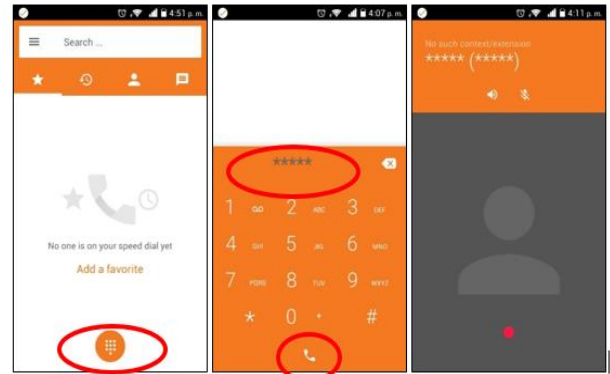 4:51 p. m.
Search ...
No one is on your speed dial yet
Add a favorite
4:07 p. m.
*****
1 2 ABC 3 DEF
4 GHI 5 JKL 6 MNO
7 PQRS 8 TUV 9 WXYZ
* 0 + #
4:11 p. m.
No such context/extension
***** (*****)